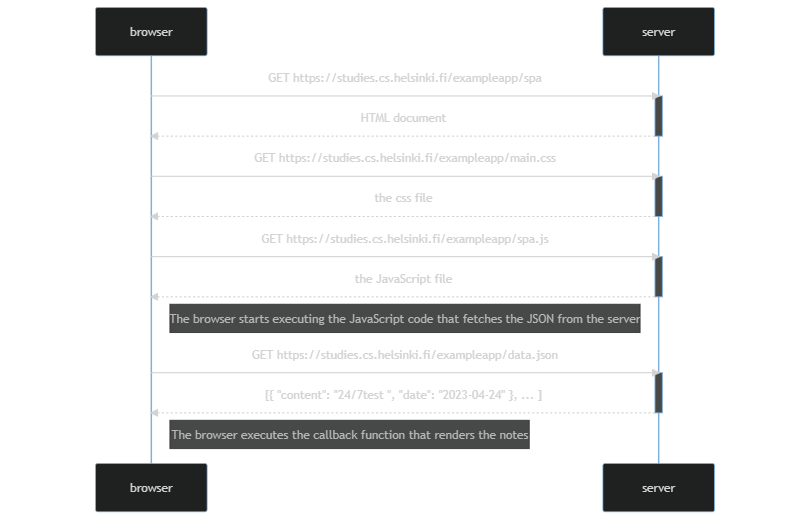 browser
server
GET https://studies.cs.helsinki.fi/exampleapp/spa
HTML document
GET https://studies.cs.helsinki.fi/exampleapp/main.css
the css file
GET https://studies.cs.helsinki.fi/exampleapp/spa.js
the JavaScript file
The browser starts executing the JavaScript code that fetches the JSON from the server
GET https://studies.cs.helsinki.fi/exampleapp/data.json
[{ "content": "24/7test ", "date": "2023-04-24" }, ... ]
The browser executes the callback function that renders the notes
browser
server